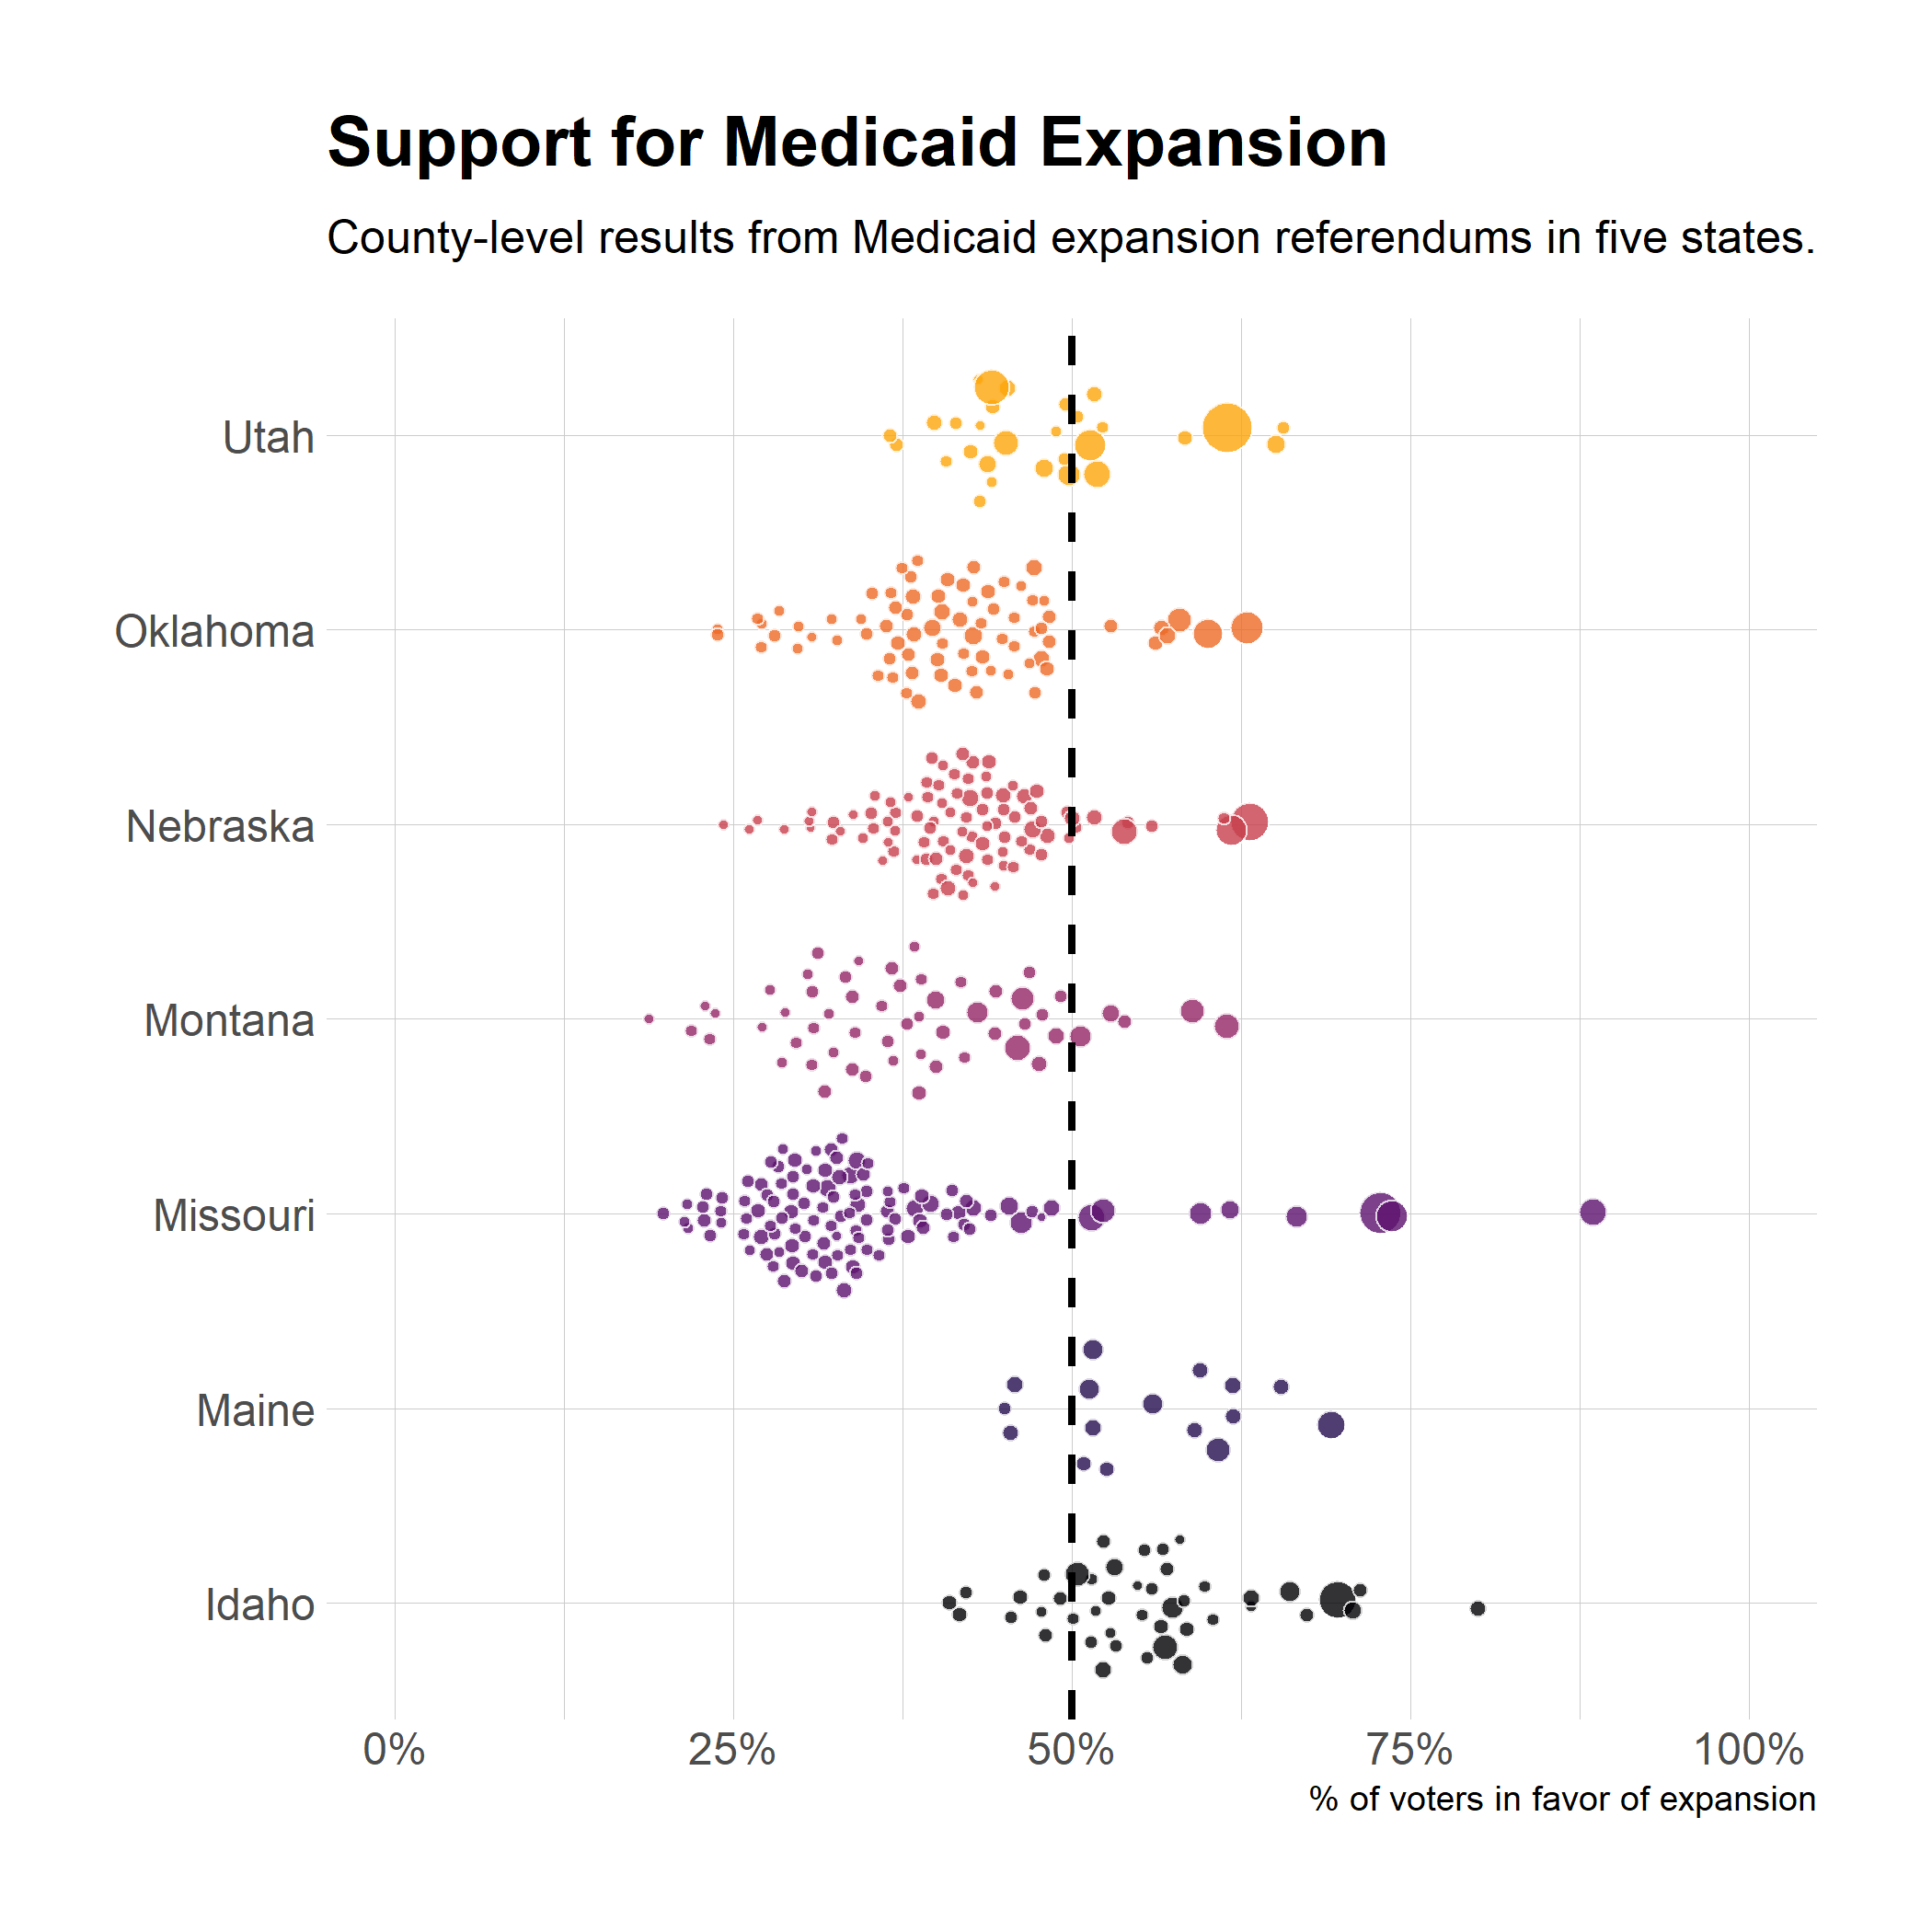 Support for Medicaid Expansion
County-level results from Medicaid expansion referendums in five states.
Utah
Oklahoma
Nebraska
Montana
Missouri
Maine
Idaho
0% 25% 50% 75% 100%
% of voters in favor of expansion